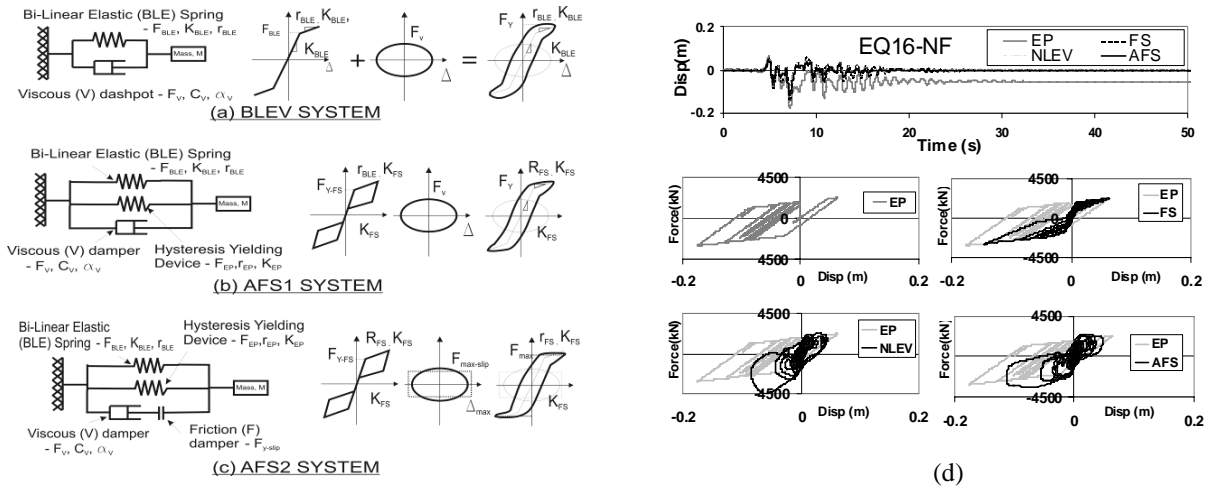 Bi-Linear Elastic (BLE) Spring
- F_BLE, K_BLE, r_BLE
Mass, M
Viscous (V) dashpot - F_V, C_V, α_V
F_BLE
r_BLE. K_BLE,
K_BLE
Δ
+
F_v
Δ
=
F_Y
r_BLE. K_BLE
K_BLE
Δ
(a) BLEV SYSTEM
Bi-Linear Elastic (BLE) Spring
- F_BLE, K_BLE, r_BLE
Mass, M
Viscous (V) damper
- F_V, C_V, α_V
Hysteresis Yielding
Device - F_EP, r_EP, K_EP
F_Y-FS
r_BLE. K_FS
K_FS
F_v
Δ
F_Y
R_FS. K_FS
K_FS
(b) AFS1 SYSTEM
Bi-Linear Elastic
(BLE) Spring - F_BLE, K_BLE, r_BLE
Hysteresis Yielding
Device - F_EP, r_EP, K_EP
Mass, M
Viscous (V) damper
- F_V, C_V, α_V
Friction (F)
damper - F_y-slip
F_Y-FS
R_FS. K_FS
K_FS
F_max-slip
Δ_max
F_max
r_FS. K_FS
K_FS
(c) AFS2 SYSTEM
EQ16-NF
EP
FS
NLEV
AFS
Disp(m)
0.2
0
-0.2
0 10 20 30 40 50
Time (s)
Force(kN)
4500
0
-4500
-0.2 0 0.2
Disp (m)
EP
Force(kN)
4500
0
-4500
-0.2 0 0.2
Disp (m)
EP
FS
Force(kN)
4500
-4500
-0.2 0 0.2
Disp (m)
EP
NLEV
Force(kN)
4500
-4500
-0.2 0 0.2
Disp (m)
EP
AFS
(d)